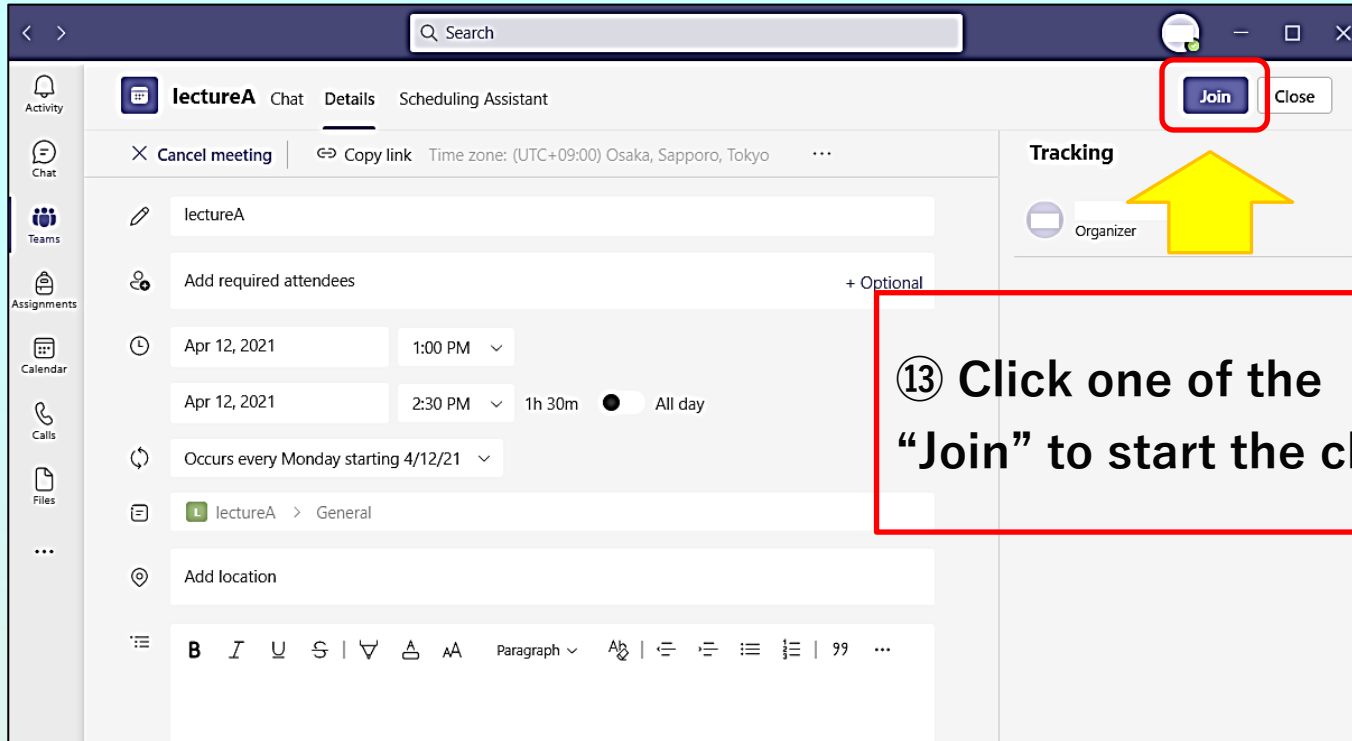 Search
Activity
Chat
Teams
Assignments
Calendar
Calls
Files
lectureA Chat Details Scheduling Assistant
Join Close
Cancel meeting Copy link Time zone: (UTC+09:00) Osaka, Sapporo, Tokyo ...
Tracking
lectureA
Organizer
Add required attendees + Optional
Apr 12, 2021 1:00 PM
Apr 12, 2021 2:30 PM 1h 30m All day
⑬ Click one of the
“Join” to start the
Occurs every Monday starting 4/12/21
L lectureA > General
Add location
B I U S | A AA Paragraph Ab | | 99 ...